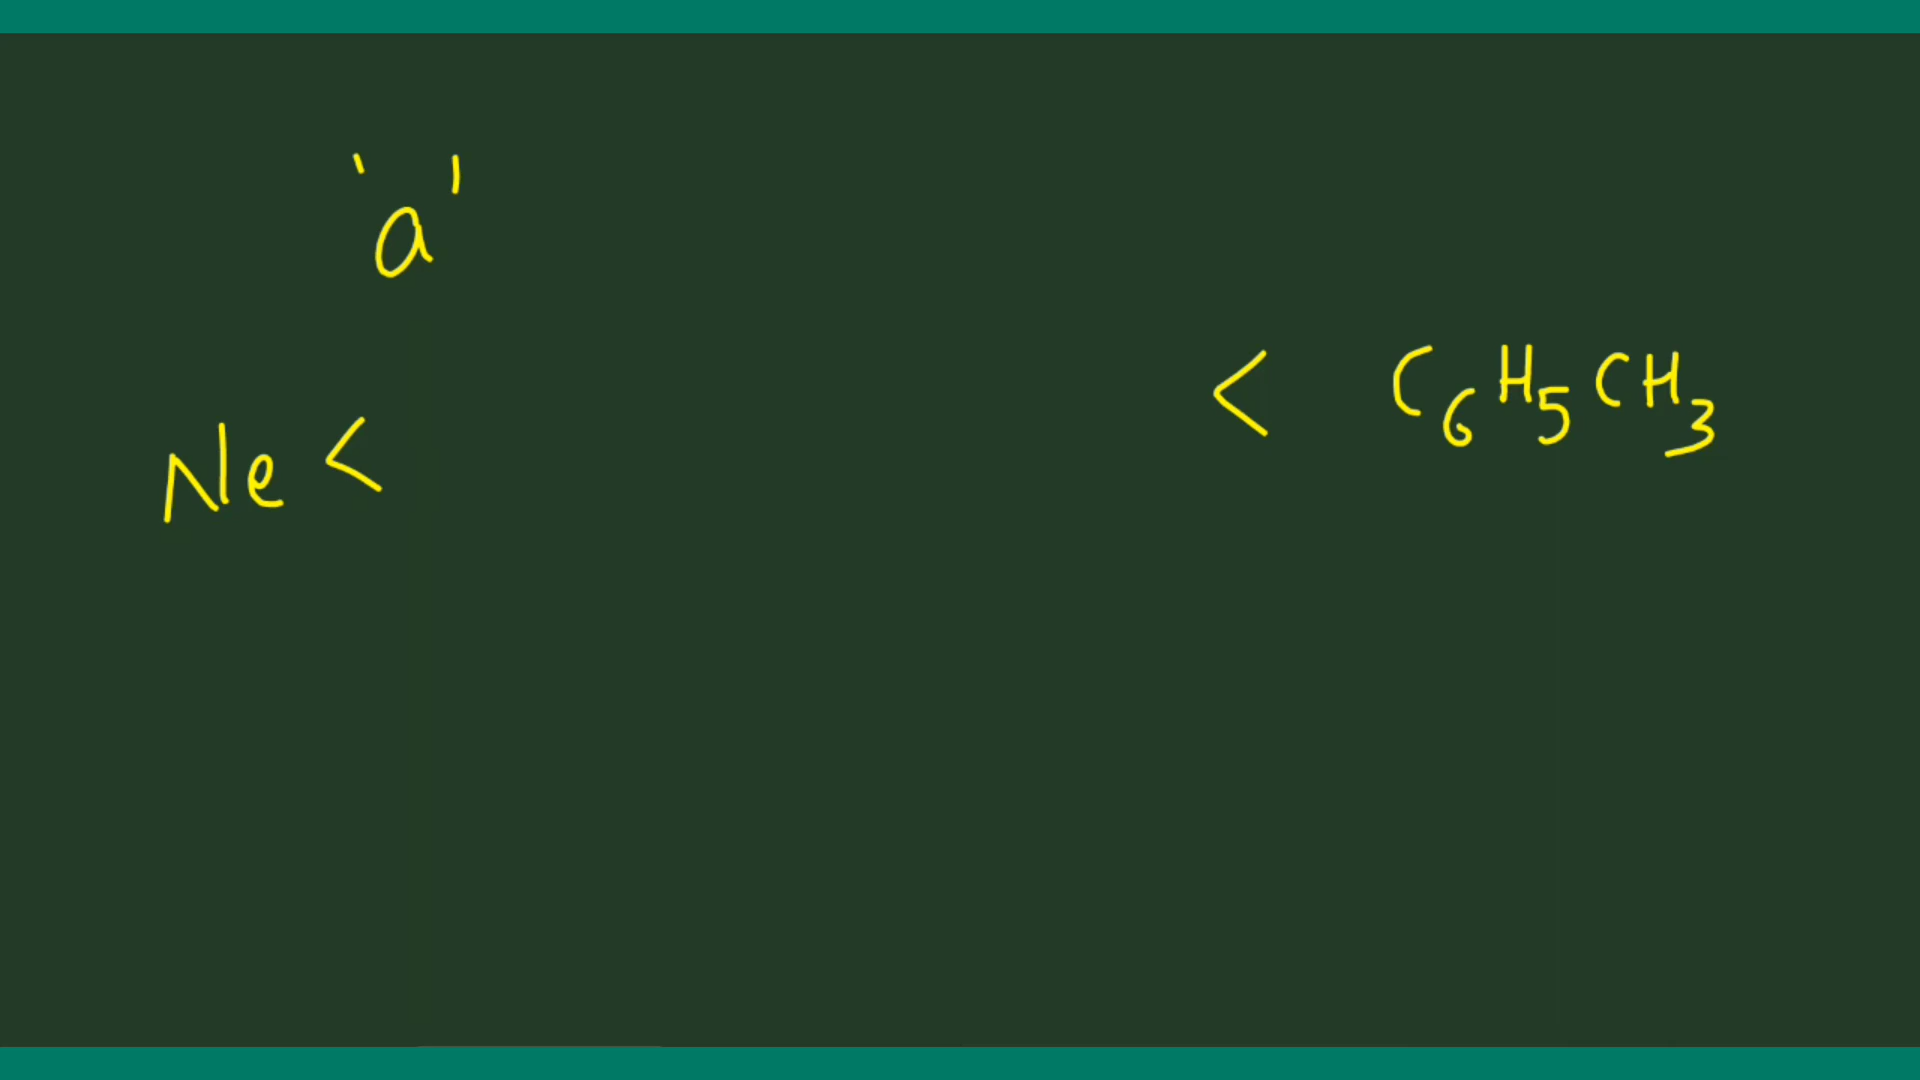 'a'
Ne < < C₆H₅CH₃